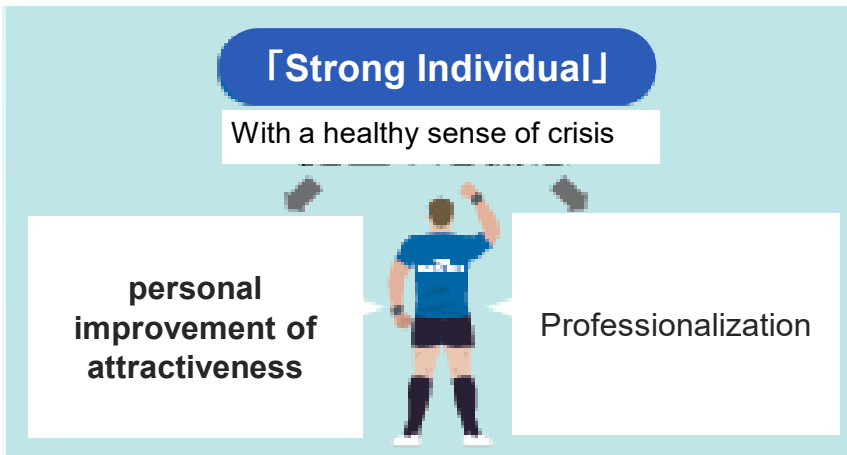 「Strong Individual」
With a healthy sense of crisis
personal
improvement of
attractiveness
Professionalization